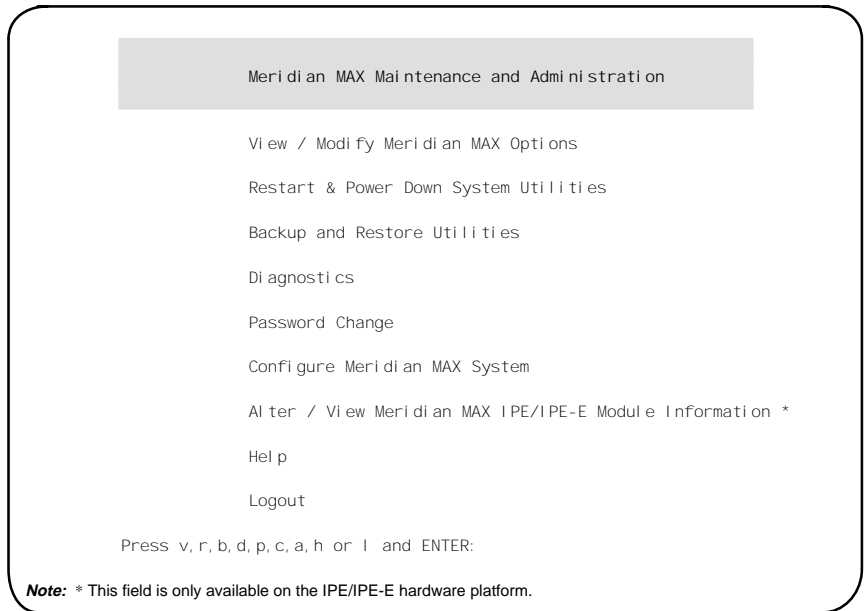 Meridian MAX Maintenance and Administration
View / Modify Meridian MAX Options
Restart & Power Down System Utilities
Backup and Restore Utilities
Diagnostics
Password Change
Configure Meridian MAX System
Alter / View Meridian MAX IPE/IPE-E Module Information *
Help
Logout
Press v,r,b,d,p,c,a,h or l and ENTER:
Note: * This field is only available on the IPE/IPE-E hardware platform.